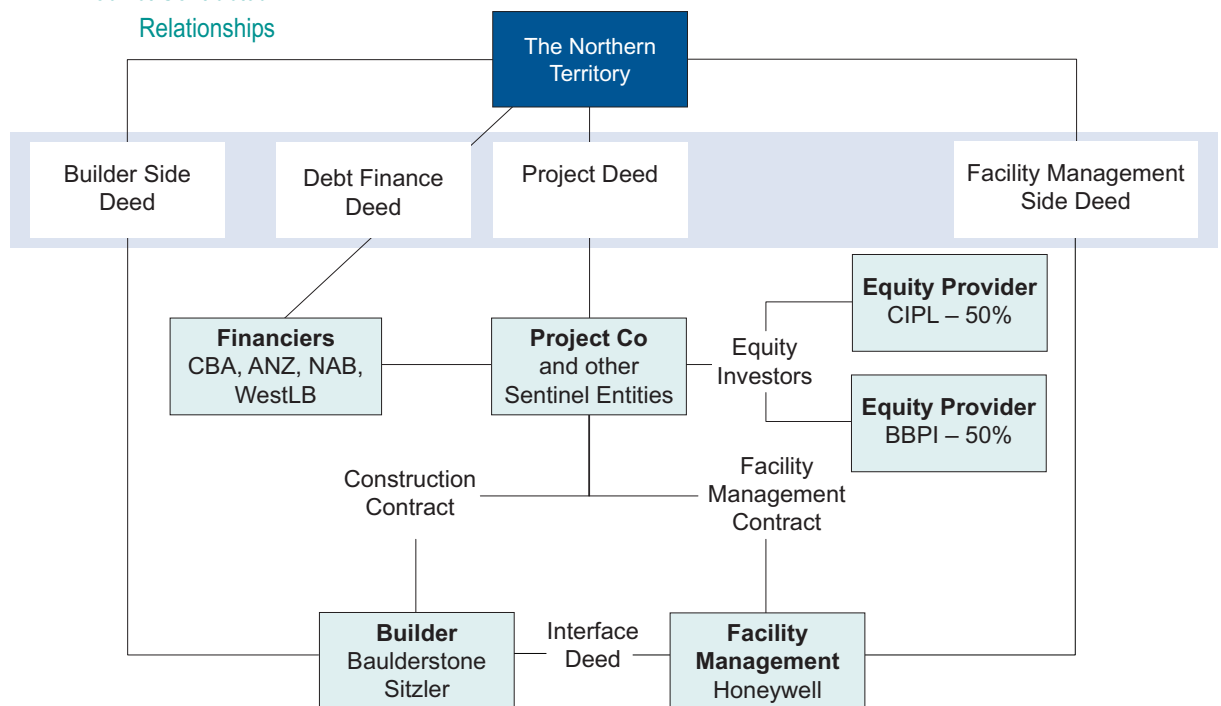 Relationships
The Northern
Territory
Builder Side
Deed
Debt Finance
Deed
Project Deed
Facility Management
Side Deed
Equity Provider
CIPL – 50%
Financiers
CBA, ANZ, NAB,
WestLB
Project Co
and other
Sentinel Entities
Equity
Investors
Equity Provider
BBPI – 50%
Construction
Contract
Facility
Management
Contract
Builder
Baulderstone
Sitzler
Interface
Deed
Facility
Management
Honeywell